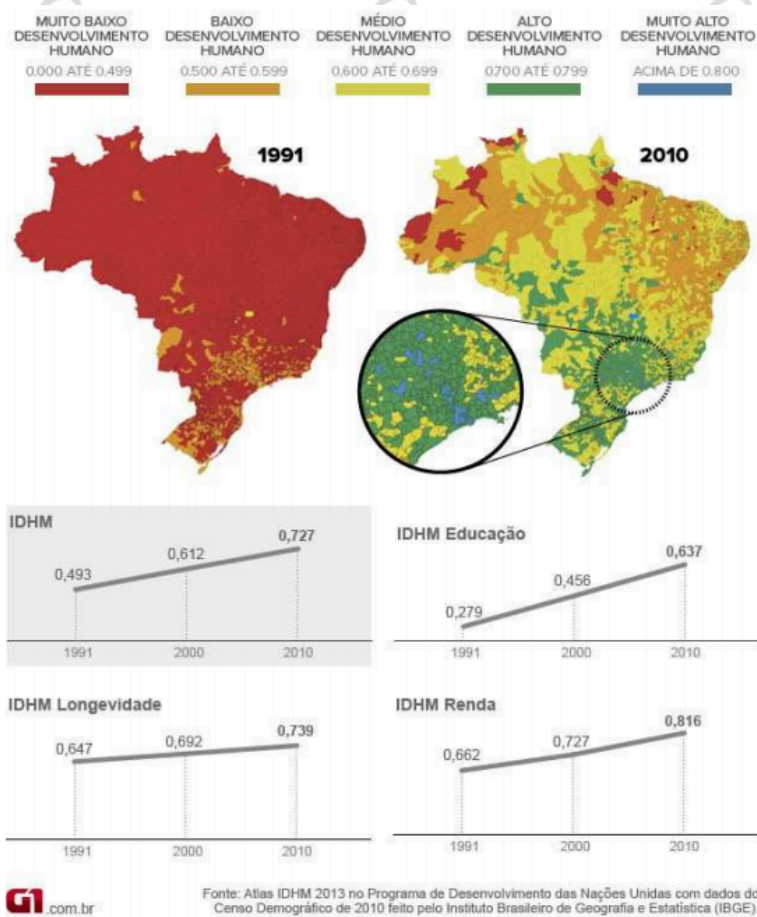 MUITO BAIXO
DESENVOLVIMENTO
HUMANO
0.000 ATÉ 0.499
BAIXO
DESENVOLVIMENTO
HUMANO
0.500 ATÉ 0.599
MÉDIO
DESENVOLVIMENTO
HUMANO
0.600 ATÉ 0.699
ALTO
DESENVOLVIMENTO
HUMANO
0700 ATÉ 0799
MUITO ALTO
DESENVOLVIMENTO
HUMANO
ACIMA DE 0.800
1991
2010
IDHM
0,493
0,612
0,727
1991
2000
2010
IDHM Educação
0,279
0,456
0,637
1991
2000
2010
IDHM Longevidade
0,647
0,692
0,739
1991
2000
2010
IDHM Renda
0,662
0,727
0,816
1991
2000
2010
G1 .com.br
Fonte: Atlas IDHM 2013 no Programa de Desenvolvimento das Nações Unidas com dados do
Censo Demográfico de 2010 feito pelo Instituto Brasileiro de Geografia e Estatística (IBGE).